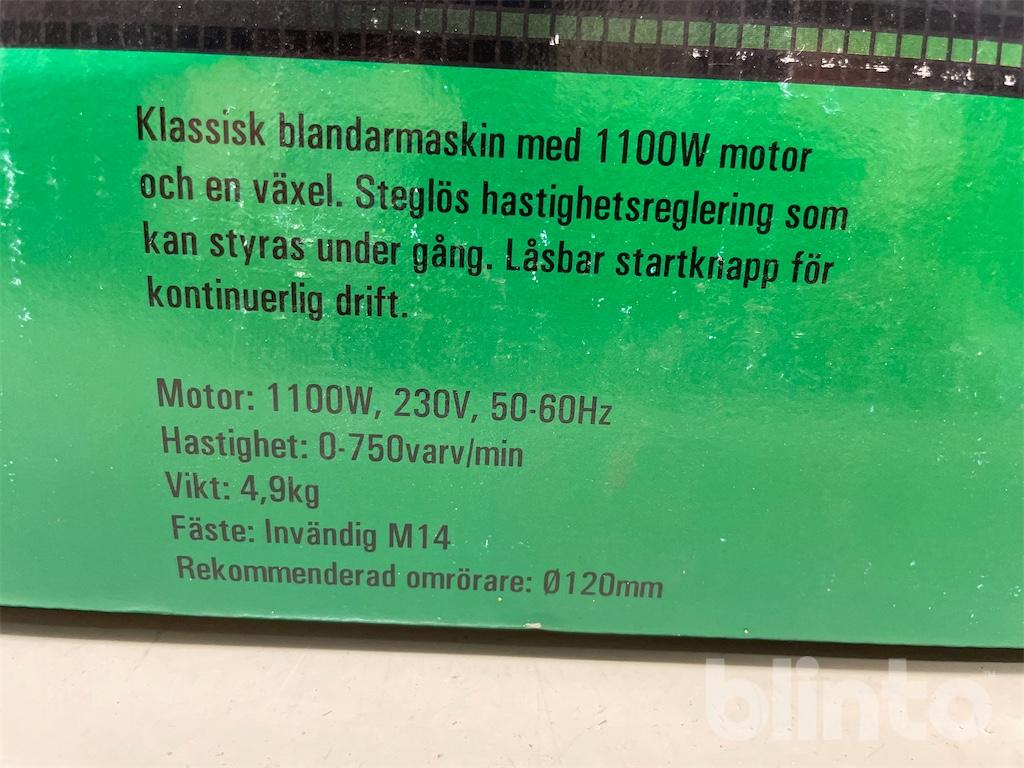 Klassisk blandarmaskin med 1100W motor
och en växel. Steglös hastighetsreglering som
kan styras under gång. Låsbar startknapp för
kontinuerlig drift.
Motor: 1100W, 230V, 50-60Hz
Hastighet: 0-750varv/min
Vikt: 4,9kg
Fäste: Invändig M14
Rekommenderad omrörare: Ø120mm
blinto